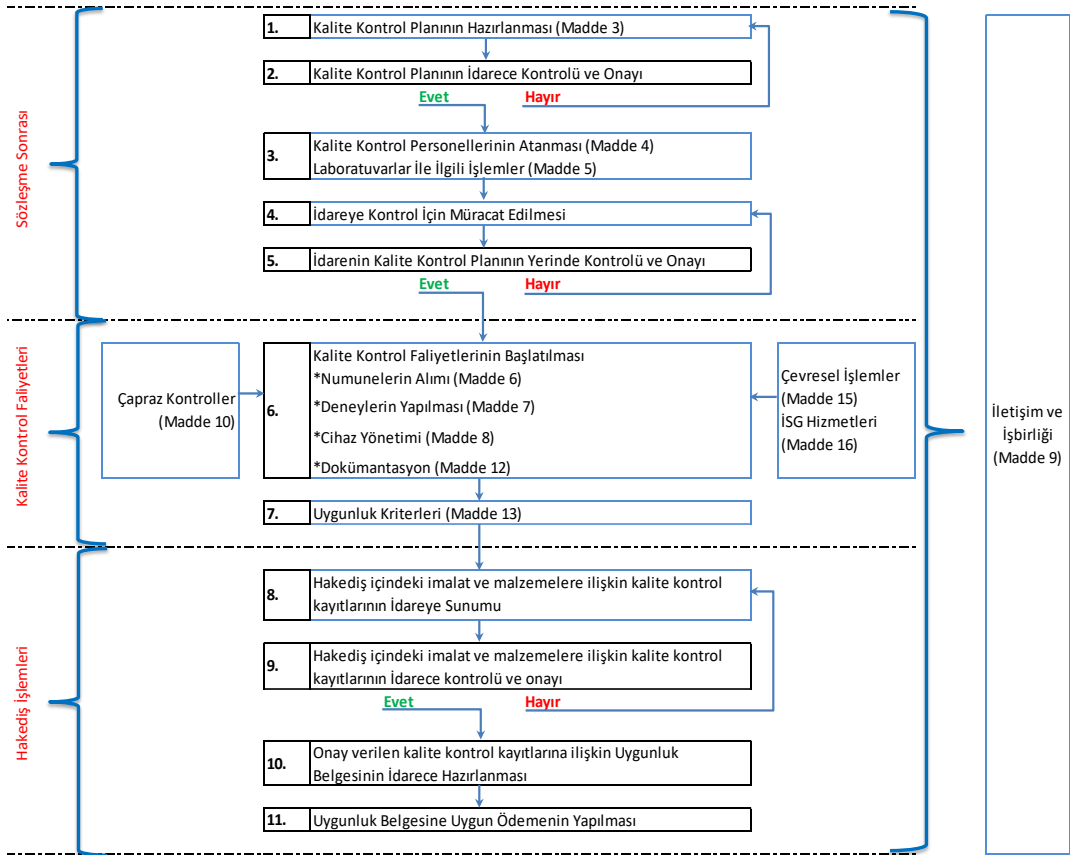 Sözleşme Sonrası
1. Kalite Kontrol Planının Hazırlanması (Madde 3)
2. Kalite Kontrol Planının İdarece Kontrolü ve Onayı
Evet Hayır
3. Kalite Kontrol Personellerinin Atanması (Madde 4)
Laboratuvarlar İle İlgili İşlemler (Madde 5)
4. İdareye Kontrol İçin Müracat Edilmesi
5. İdarenin Kalite Kontrol Planının Yerinde Kontrolü ve Onayı
Evet Hayır
Kalite Kontrol Faliyetleri
Çapraz Kontroller
(Madde 10)
6. Kalite Kontrol Faliyetlerinin Başlatılması
*Numunelerin Alımı (Madde 6)
*Deneylerin Yapılması (Madde 7)
*Cihaz Yönetimi (Madde 8)
*Dokümantasyon (Madde 12)
Çevresel İşlemler
(Madde 15)
İSG Hizmetleri
(Madde 16)
İletişim ve
İşbirliği
(Madde 9)
7. Uygunluk Kriterleri (Madde 13)
Hakediş İşlemleri
8. Hakediş içindeki imalat ve malzemelere ilişkin kalite kontrol
kayıtlarının İdareye Sunumu
9. Hakediş içindeki imalat ve malzemelere ilişkin kalite kontrol
kayıtlarının İdarece kontrolü ve onayı
Evet Hayır
10. Onay verilen kalite kontrol kayıtlarına ilişkin Uygunluk
Belgesinin İdarece Hazırlanması
11. Uygunluk Belgesine Uygun Ödemenin Yapılması